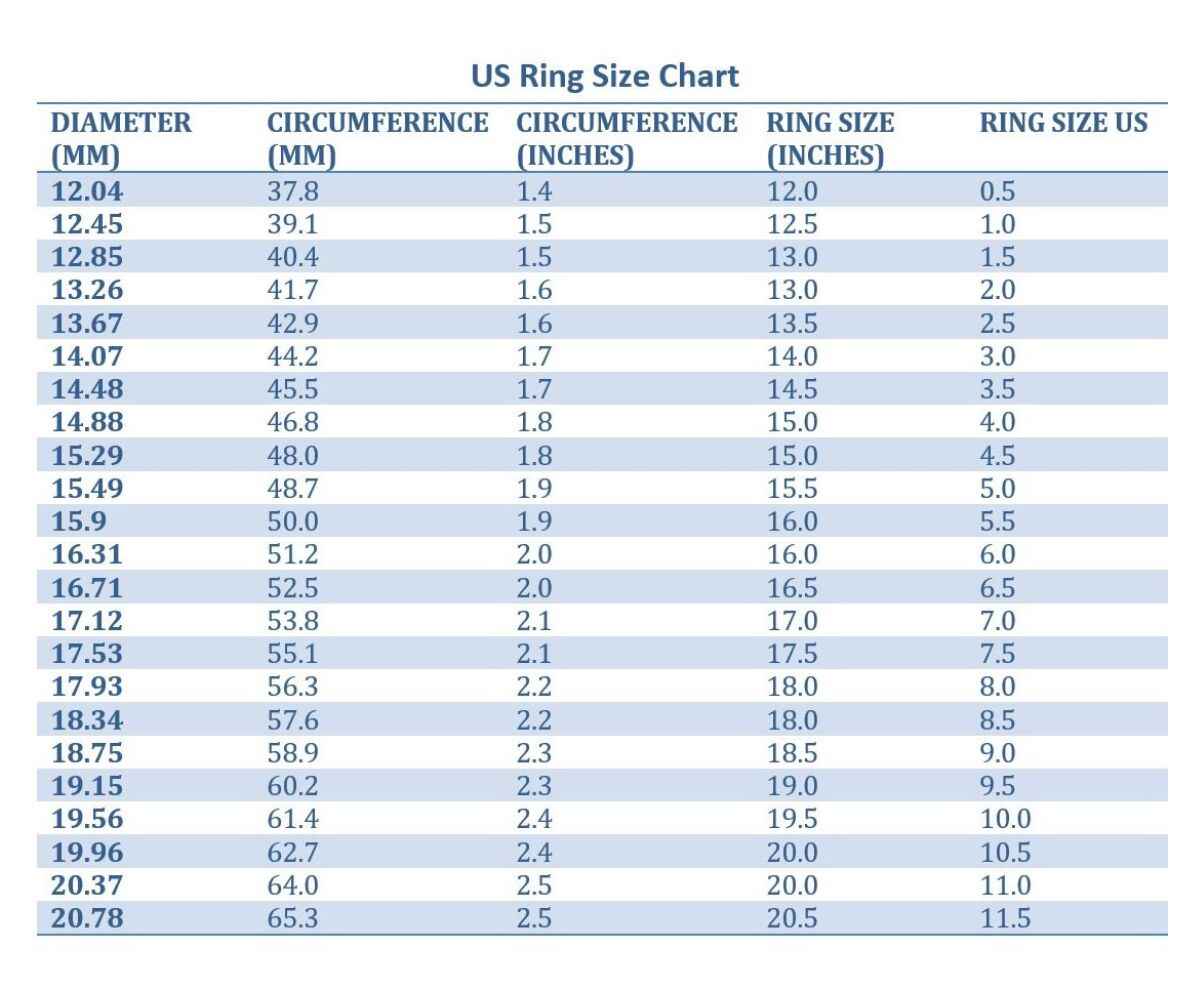 US Ring Size Chart
DIAMETER (MM) CIRCUMFERENCE (MM) CIRCUMFERENCE (INCHES) RING SIZE (INCHES) RING SIZE US
12.04 37.8 1.4 12.0 0.5
12.45 39.1 1.5 12.5 1.0
12.85 40.4 1.5 13.0 1.5
13.26 41.7 1.6 13.0 2.0
13.67 42.9 1.6 13.5 2.5
14.07 44.2 1.7 14.0 3.0
14.48 45.5 1.7 14.5 3.5
14.88 46.8 1.8 15.0 4.0
15.29 48.0 1.8 15.0 4.5
15.49 48.7 1.9 15.5 5.0
15.9 50.0 1.9 16.0 5.5
16.31 51.2 2.0 16.0 6.0
16.71 52.5 2.0 16.5 6.5
17.12 53.8 2.1 17.0 7.0
17.53 55.1 2.1 17.5 7.5
17.93 56.3 2.2 18.0 8.0
18.34 57.6 2.2 18.0 8.5
18.75 58.9 2.3 18.5 9.0
19.15 60.2 2.3 19.0 9.5
19.56 61.4 2.4 19.5 10.0
19.96 62.7 2.4 20.0 10.5
20.37 64.0 2.5 20.0 11.0
20.78 65.3 2.5 20.5 11.5